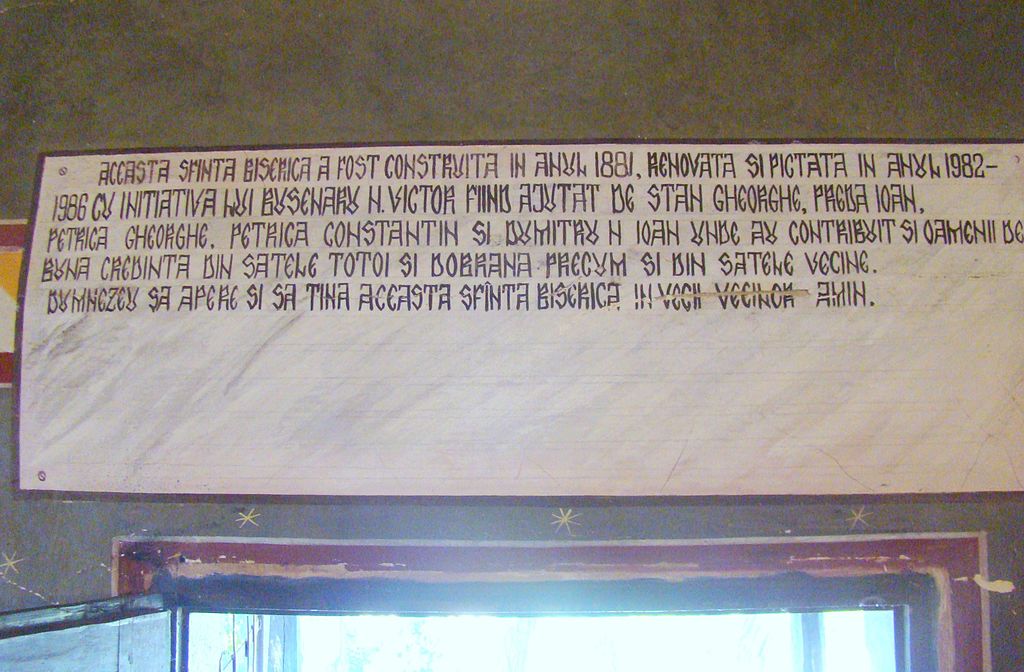 ACEASTA SFINTA BISERICA A FOST CONSTRUITA IN ANUL 1881, RENOVATA SI PICTATA IN ANUL 1982-
1986 CU INITIATIVA LUI BUSENARU N. VICTOR FIIND AJUTAT DE STAN GHEORGHE, PREDA IOAN,
PETRICA GHEORGHE, PETRICA CONSTANTIN SI DUMITRU N IOAN UNDE AU CONTRIBUIT SI OAMENII DE
BUNA CREDINTA DIN SATELE TOTOI SI DOBRANA PRECUM SI DIN SATELE VECINE.
DUMNEZEU SA APERE SI SA TINA ACEASTA SFINTA BISERICA IN VECII VECINOR AMIN.